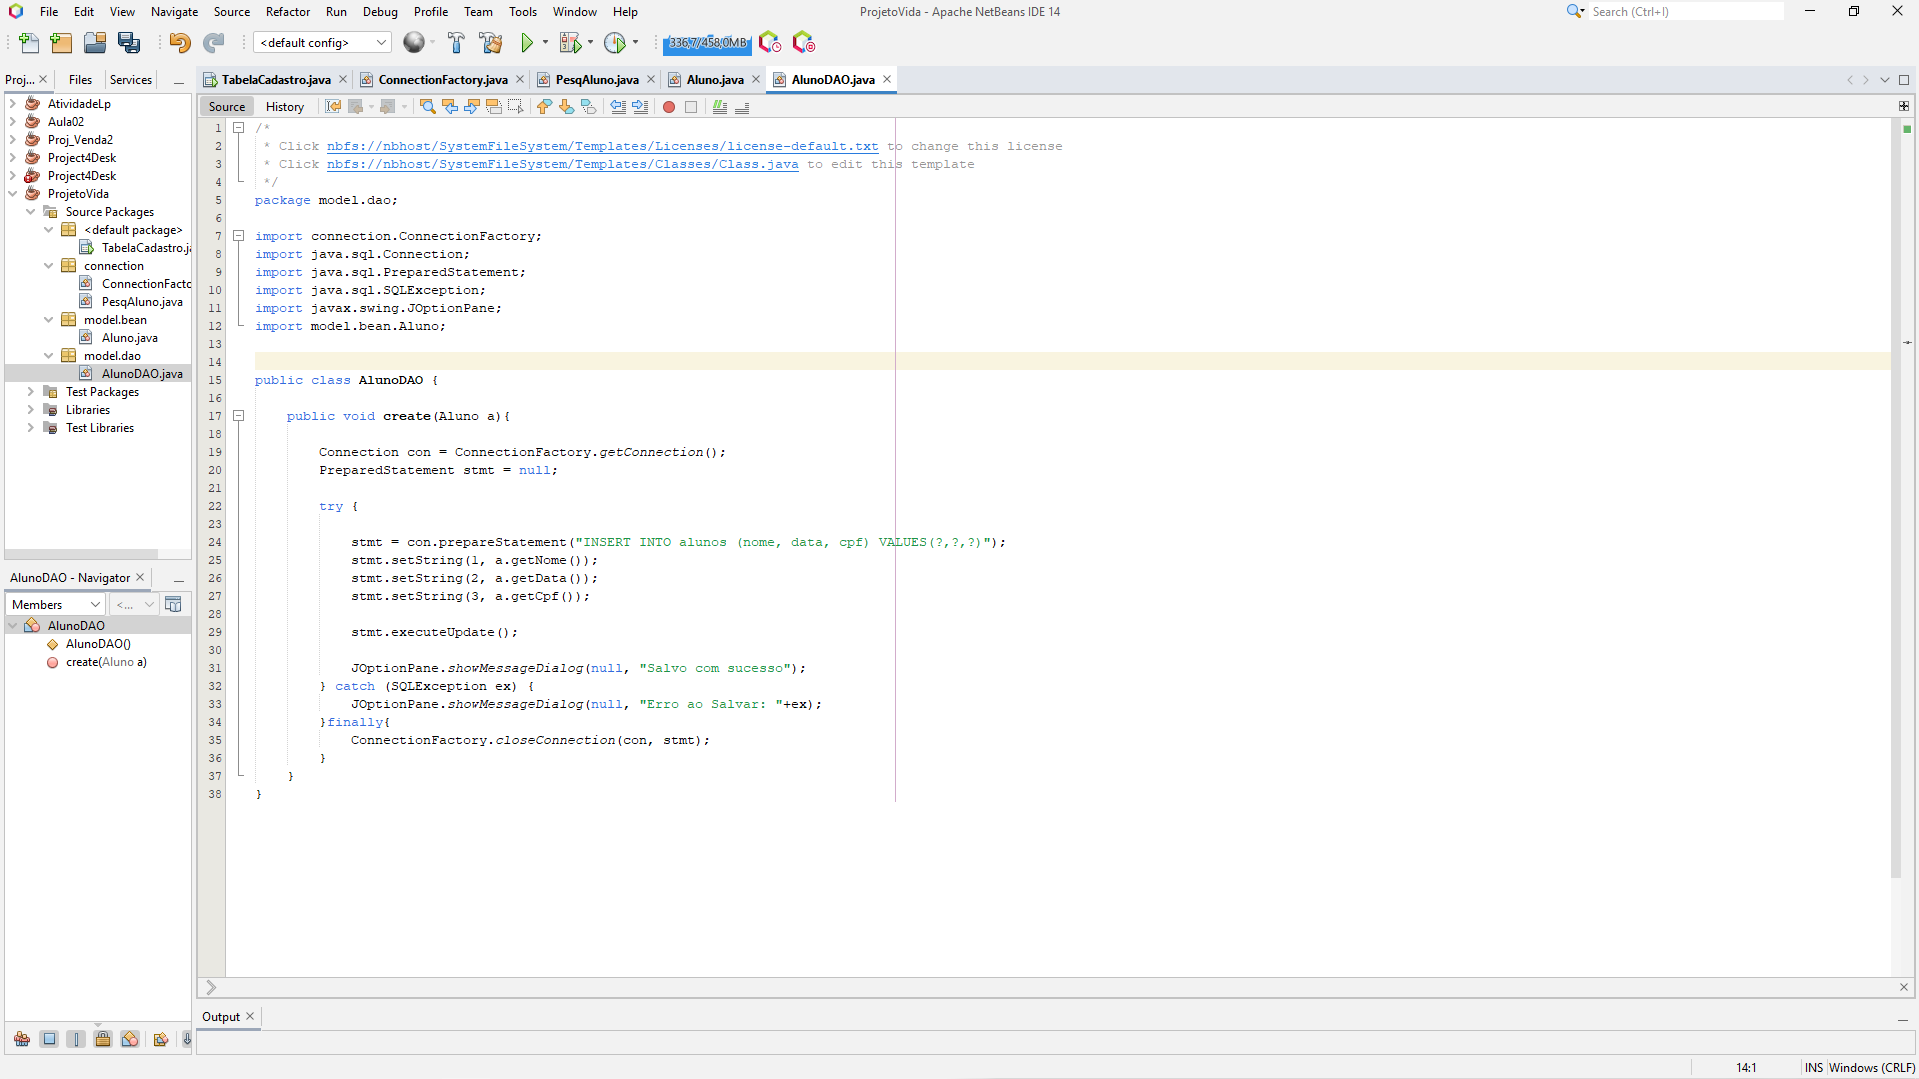 File Edit View Navigate Source Refactor Run Debug Profile Team Tools Window Help
ProjetoVida - Apache NetBeans IDE 14
Search (Ctrl+I)
<default config>
336,7/458,0MB
Proj... Files Services
TabelaCadastro.java ConnectionFactory.java PesqAluno.java Aluno.java AlunoDAO.java
Source History
AtividadeLp
Aula02
Proj_Venda2
Project4Desk
Project4Desk
ProjetoVida
Source Packages
<default package>
TabelaCadastro.ja
connection
ConnectionFacto
PesqAluno.java
model.bean
Aluno.java
model.dao
AlunoDAO.java
Test Packages
Libraries
Test Libraries
AlunoDAO - Navigator
Members <...
AlunoDAO
AlunoDAO()
create(Aluno a)
1 /*
2 * Click nbfs://nbhost/SystemFileSystem/Templates/Licenses/license-default.txt to change this license
3 * Click nbfs://nbhost/SystemFileSystem/Templates/Classes/Class.java to edit this template
4 */
5 package model.dao;
6
7 import connection.ConnectionFactory;
8 import java.sql.Connection;
9 import java.sql.PreparedStatement;
10 import java.sql.SQLException;
11 import javax.swing.JOptionPane;
12 import model.bean.Aluno;
13
14
15 public class AlunoDAO {
16
17 public void create(Aluno a){
18
19 Connection con = ConnectionFactory.getConnection();
20 PreparedStatement stmt = null;
21
22 try {
23
24 stmt = con.prepareStatement("INSERT INTO alunos (nome, data, cpf) VALUES(?,?,?)");
25 stmt.setString(1, a.getNome());
26 stmt.setString(2, a.getData());
27 stmt.setString(3, a.getCpf());
28
29 stmt.executeUpdate();
30
31 JOptionPane.showMessageDialog(null, "Salvo com sucesso");
32 } catch (SQLException ex) {
33 JOptionPane.showMessageDialog(null, "Erro ao Salvar: "+ex);
34 }finally{
35 ConnectionFactory.closeConnection(con, stmt);
36 }
37 }
38 }
Output
14:1 INS Windows (CRLF)